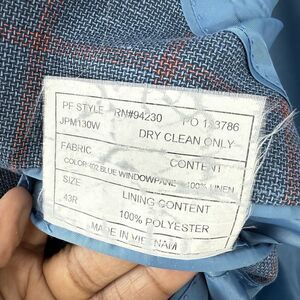 PF STYLE RN#94230 PO 133786
JPM130W DRY CLEAN ONLY
FABRIC CONTENT
COLOR:402 BLUE WINDOWPANE 100% LINEN
SIZE LINING CONTENT
43R 100% POLYESTER
MADE IN VIETNAM